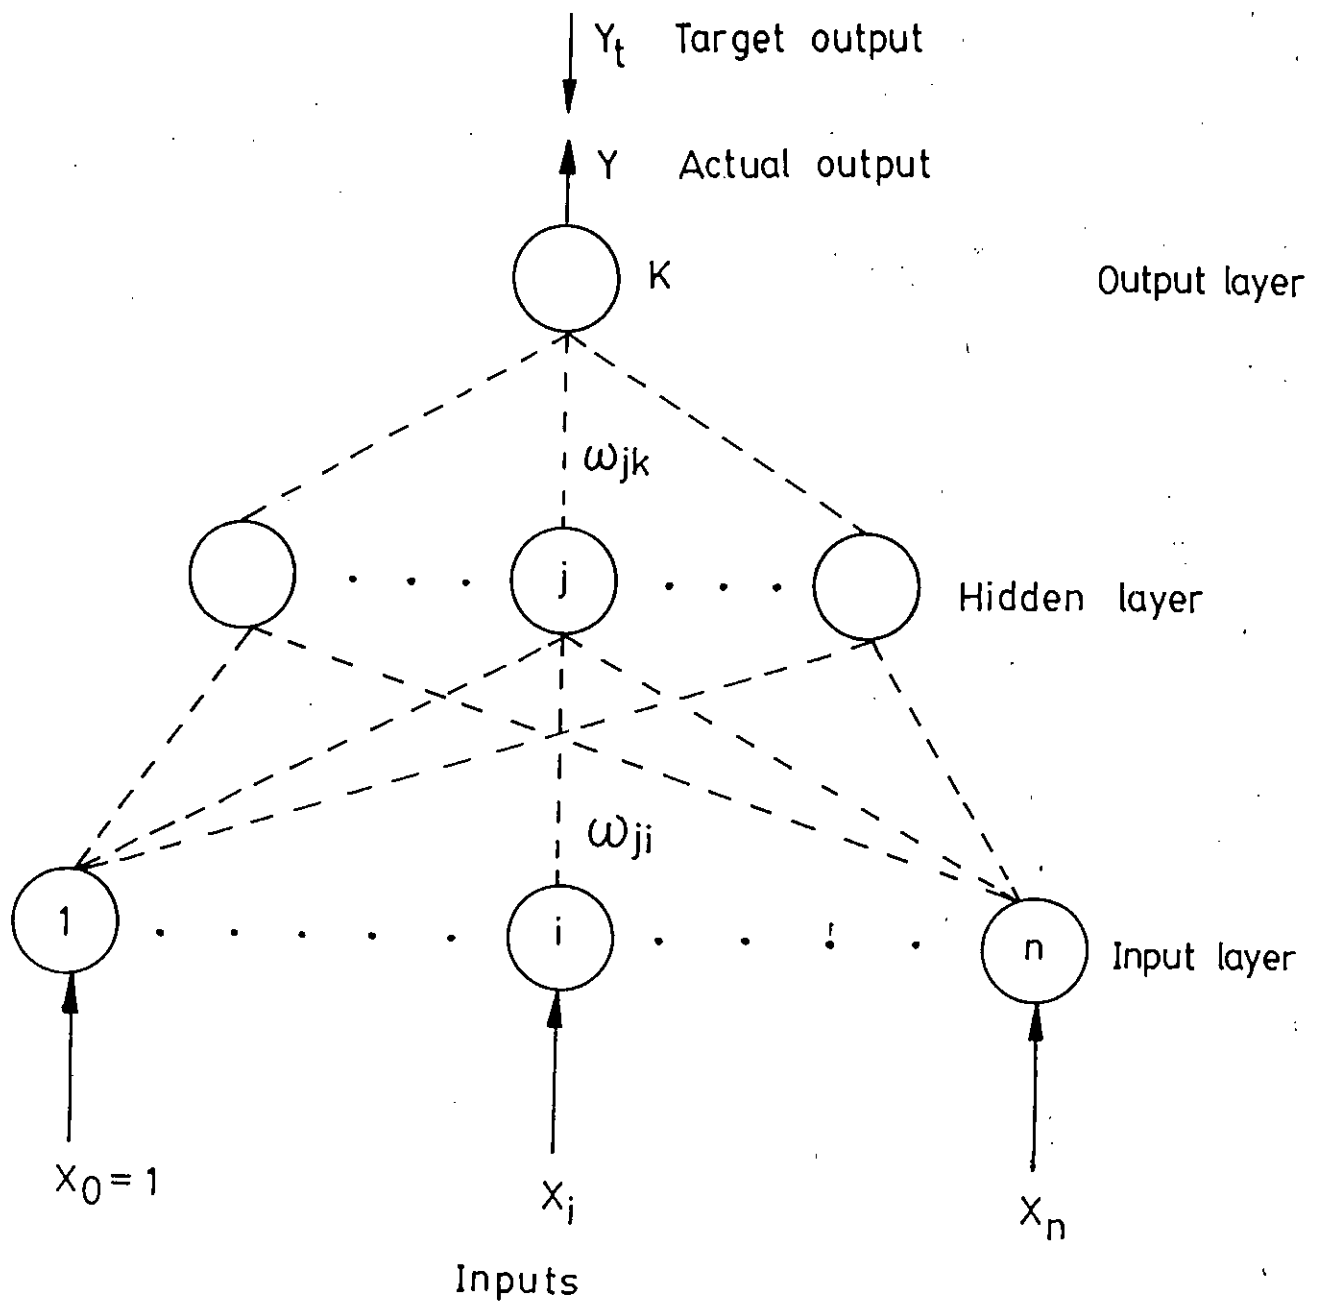 Yt Target output
Y Actual output
K
Output layer
ωjk
j
Hidden layer
ωji
1
i
n
Input layer
X0=1
Xi
Xn
Inputs